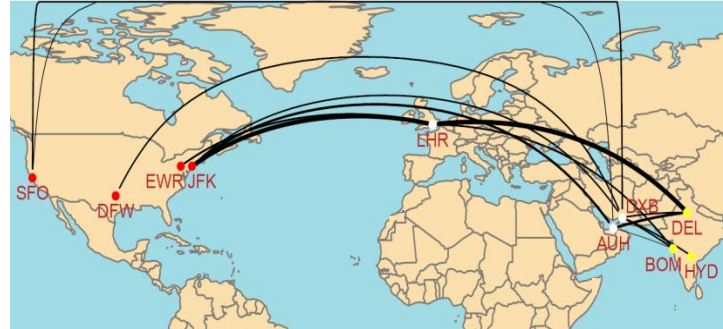 LHR
EWR JFK
SFO
DFW
DXB
DEL
AUH
BOM
HYD